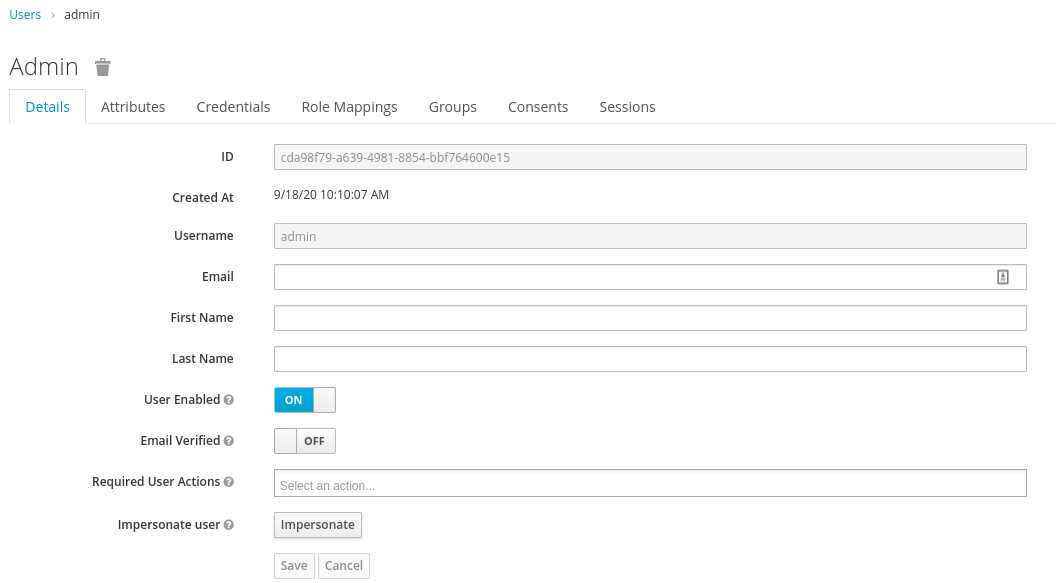 Users › admin
Admin
Details Attributes Credentials Role Mappings Groups Consents Sessions
ID cda98f79-a639-4981-8854-bbf764600e15
Created At 9/18/20 10:10:07 AM
Username admin
Email
First Name
Last Name
User Enabled ON
Email Verified OFF
Required User Actions Select an action...
Impersonate user Impersonate
Save Cancel